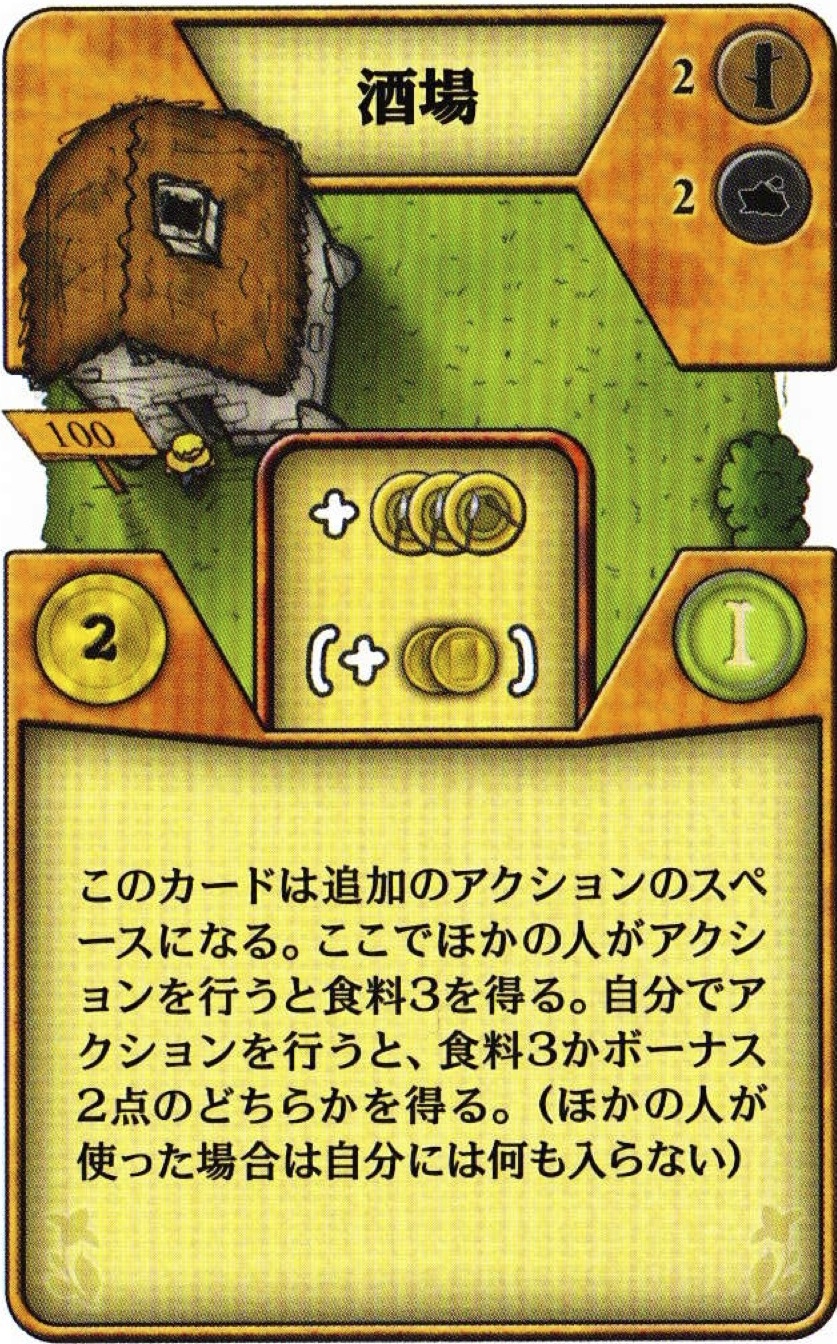 酒場
2
2
100
+
(+ )
2
I
このカードは追加のアクションのスペ
ースになる。ここでほかの人がアクシ
ョンを行うと食料3を得る。自分でア
クションを行うと、食料3かボーナス
2点のどちらかを得る。(ほかの人が
使った場合は自分には何も入らない)